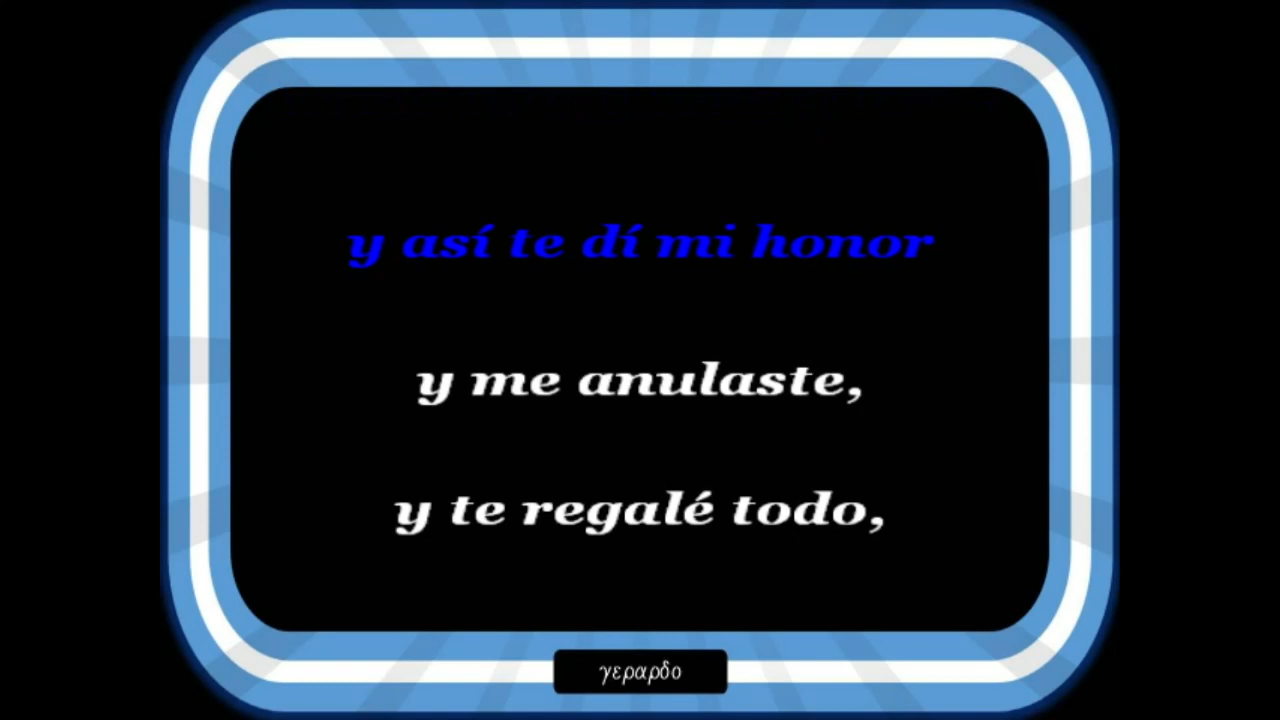 y así te dí mi honor
y me anulaste,
y te regalé todo,
γεραρδο